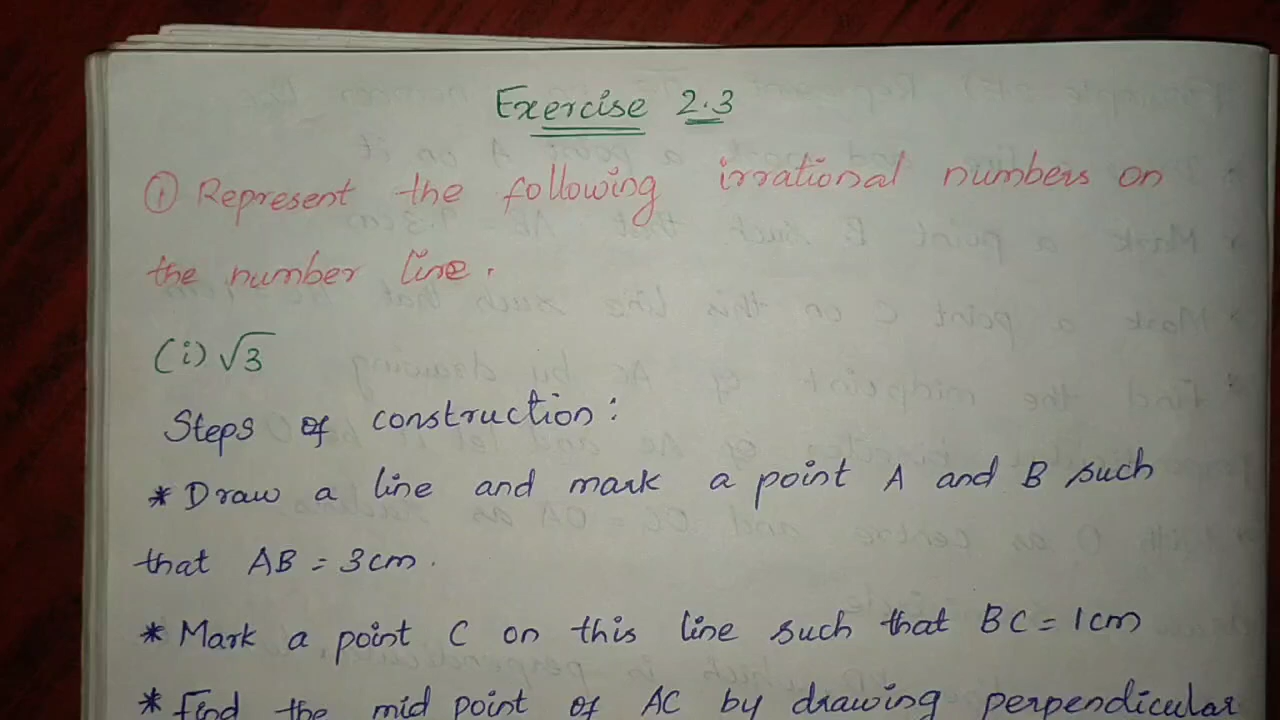 Exercise 2.3
① Represent the following irrational numbers on
the number line.
(i) √3
Steps of construction:
* Draw a line and mark a point A and B such
that AB = 3cm.
* Mark a point C on this line such that BC = 1cm
* Find the mid point of AC by drawing perpendicular